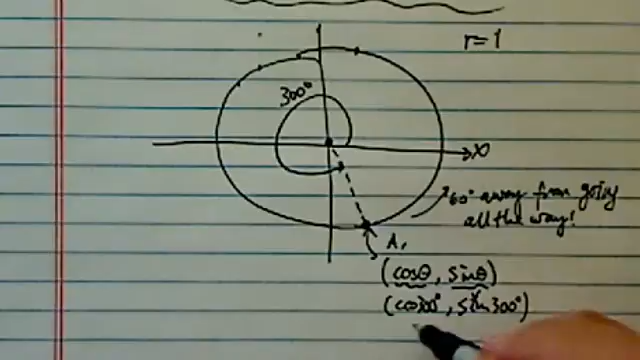 r=1
300°
x
60° away from going
all the way!
A,
(cosθ, sinθ)
(cos300°, sin300°)